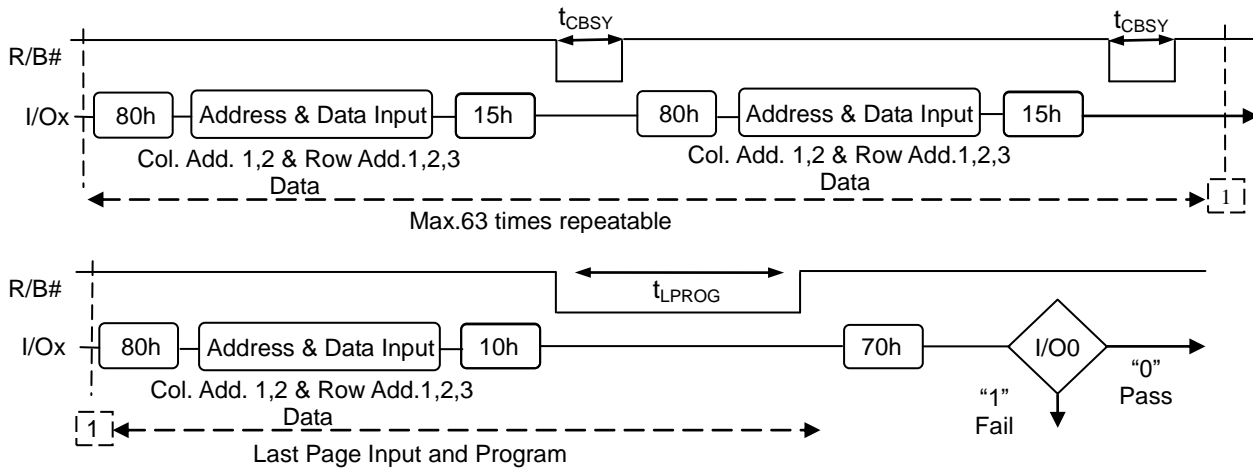 tCBSY
tCBSY
R/B#
I/Ox
80h
Address & Data Input
15h
80h
Address & Data Input
15h
Col. Add. 1,2 & Row Add.1,2,3
Data
Col. Add. 1,2 & Row Add.1,2,3
Data
1
Max.63 times repeatable
R/B#
tLPROG
I/Ox
80h
Address & Data Input
10h
70h
I/O0
“0”
Pass
“1”
Fail
Col. Add. 1,2 & Row Add.1,2,3
Data
1
Last Page Input and Program